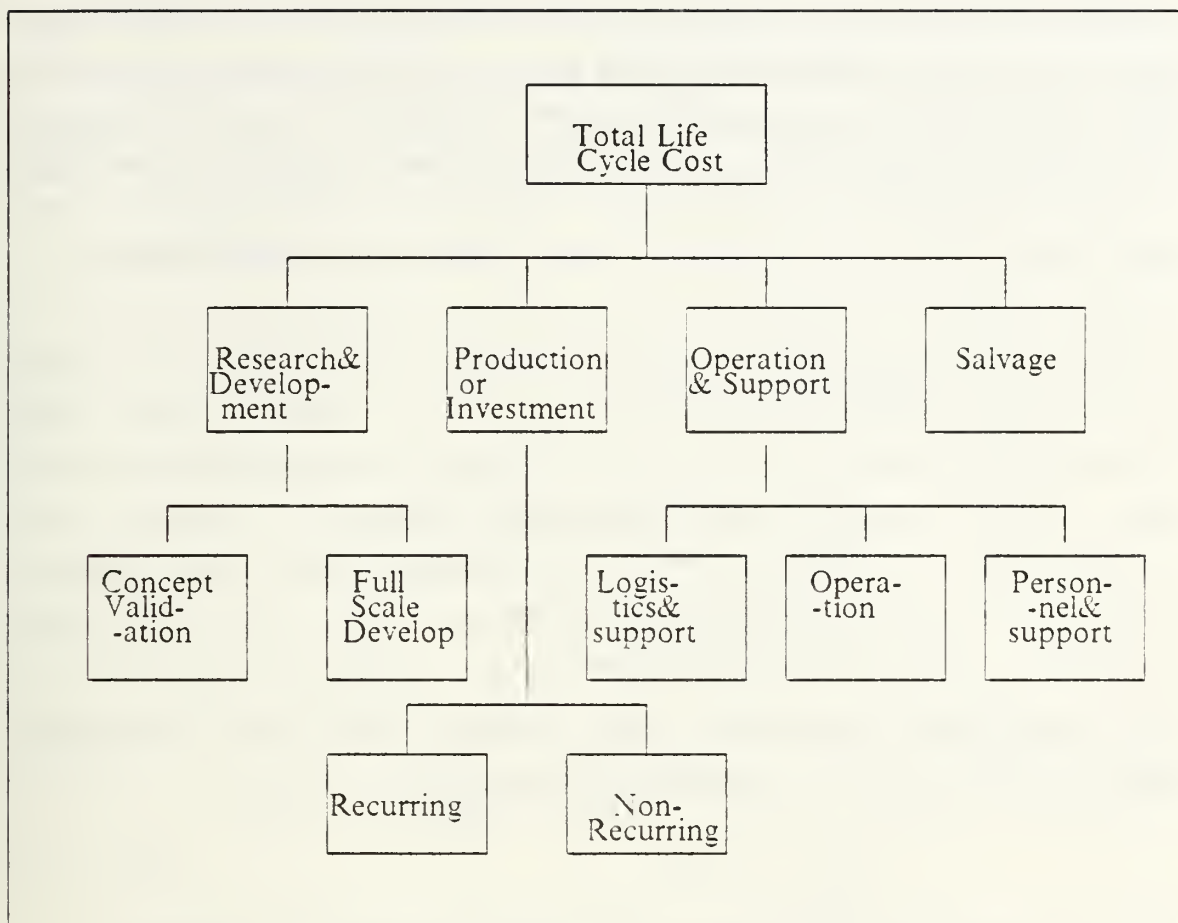 Total Life
Cycle Cost
Research&
Develop-
ment
Production
or
Investment
Operation
& Support
Salvage
Concept
Valid-
-ation
Full
Scale
Develop
Logis-
tics&
support
Opera-
-tion
Person-
-nel&
support
Recurring
Non-
Recurring